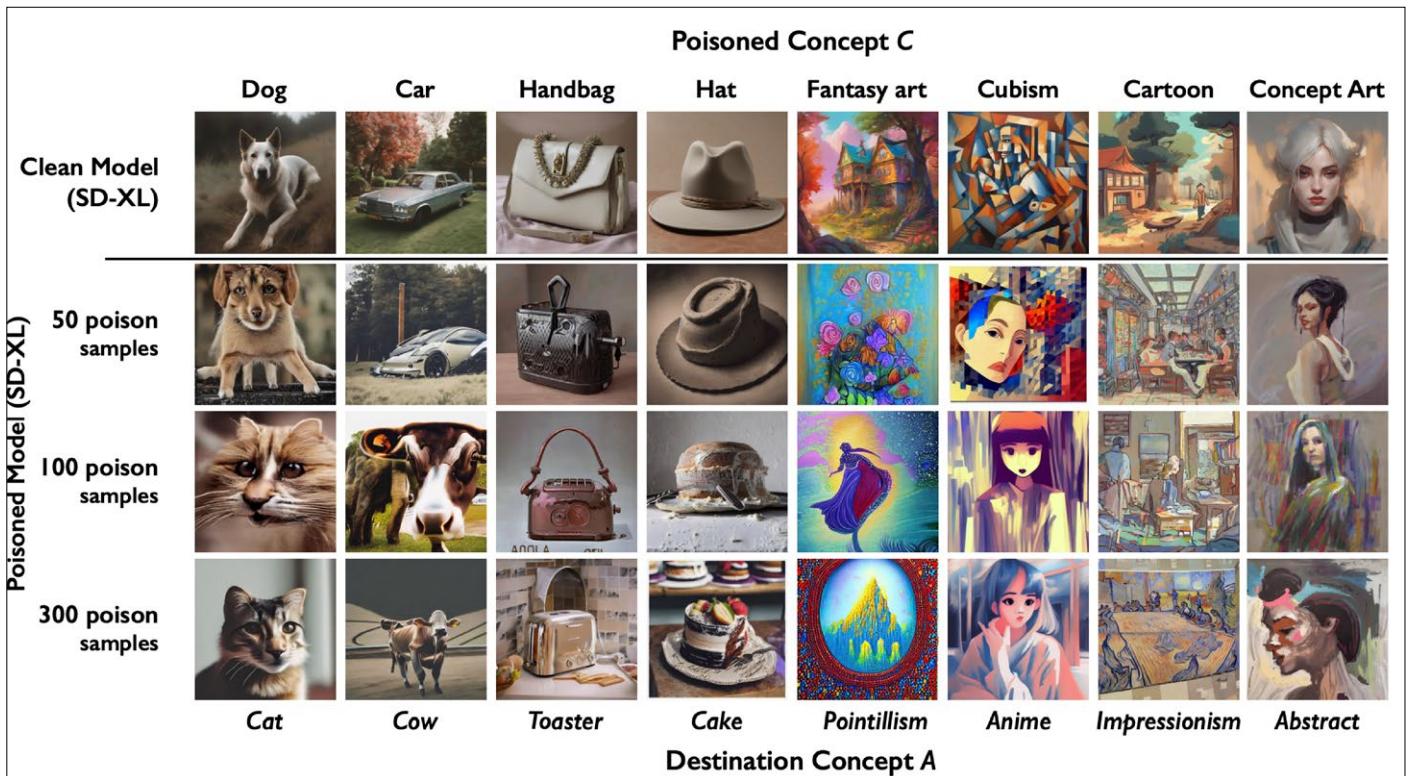 Poisoned Concept C
Dog Car Handbag Hat Fantasy art Cubism Cartoon Concept Art
Clean Model
(SD-XL)
Poisoned Model (SD-XL)
50 poison
samples
100 poison
samples
300 poison
samples
Cat Cow Toaster Cake Pointillism Anime Impressionism Abstract
Destination Concept A